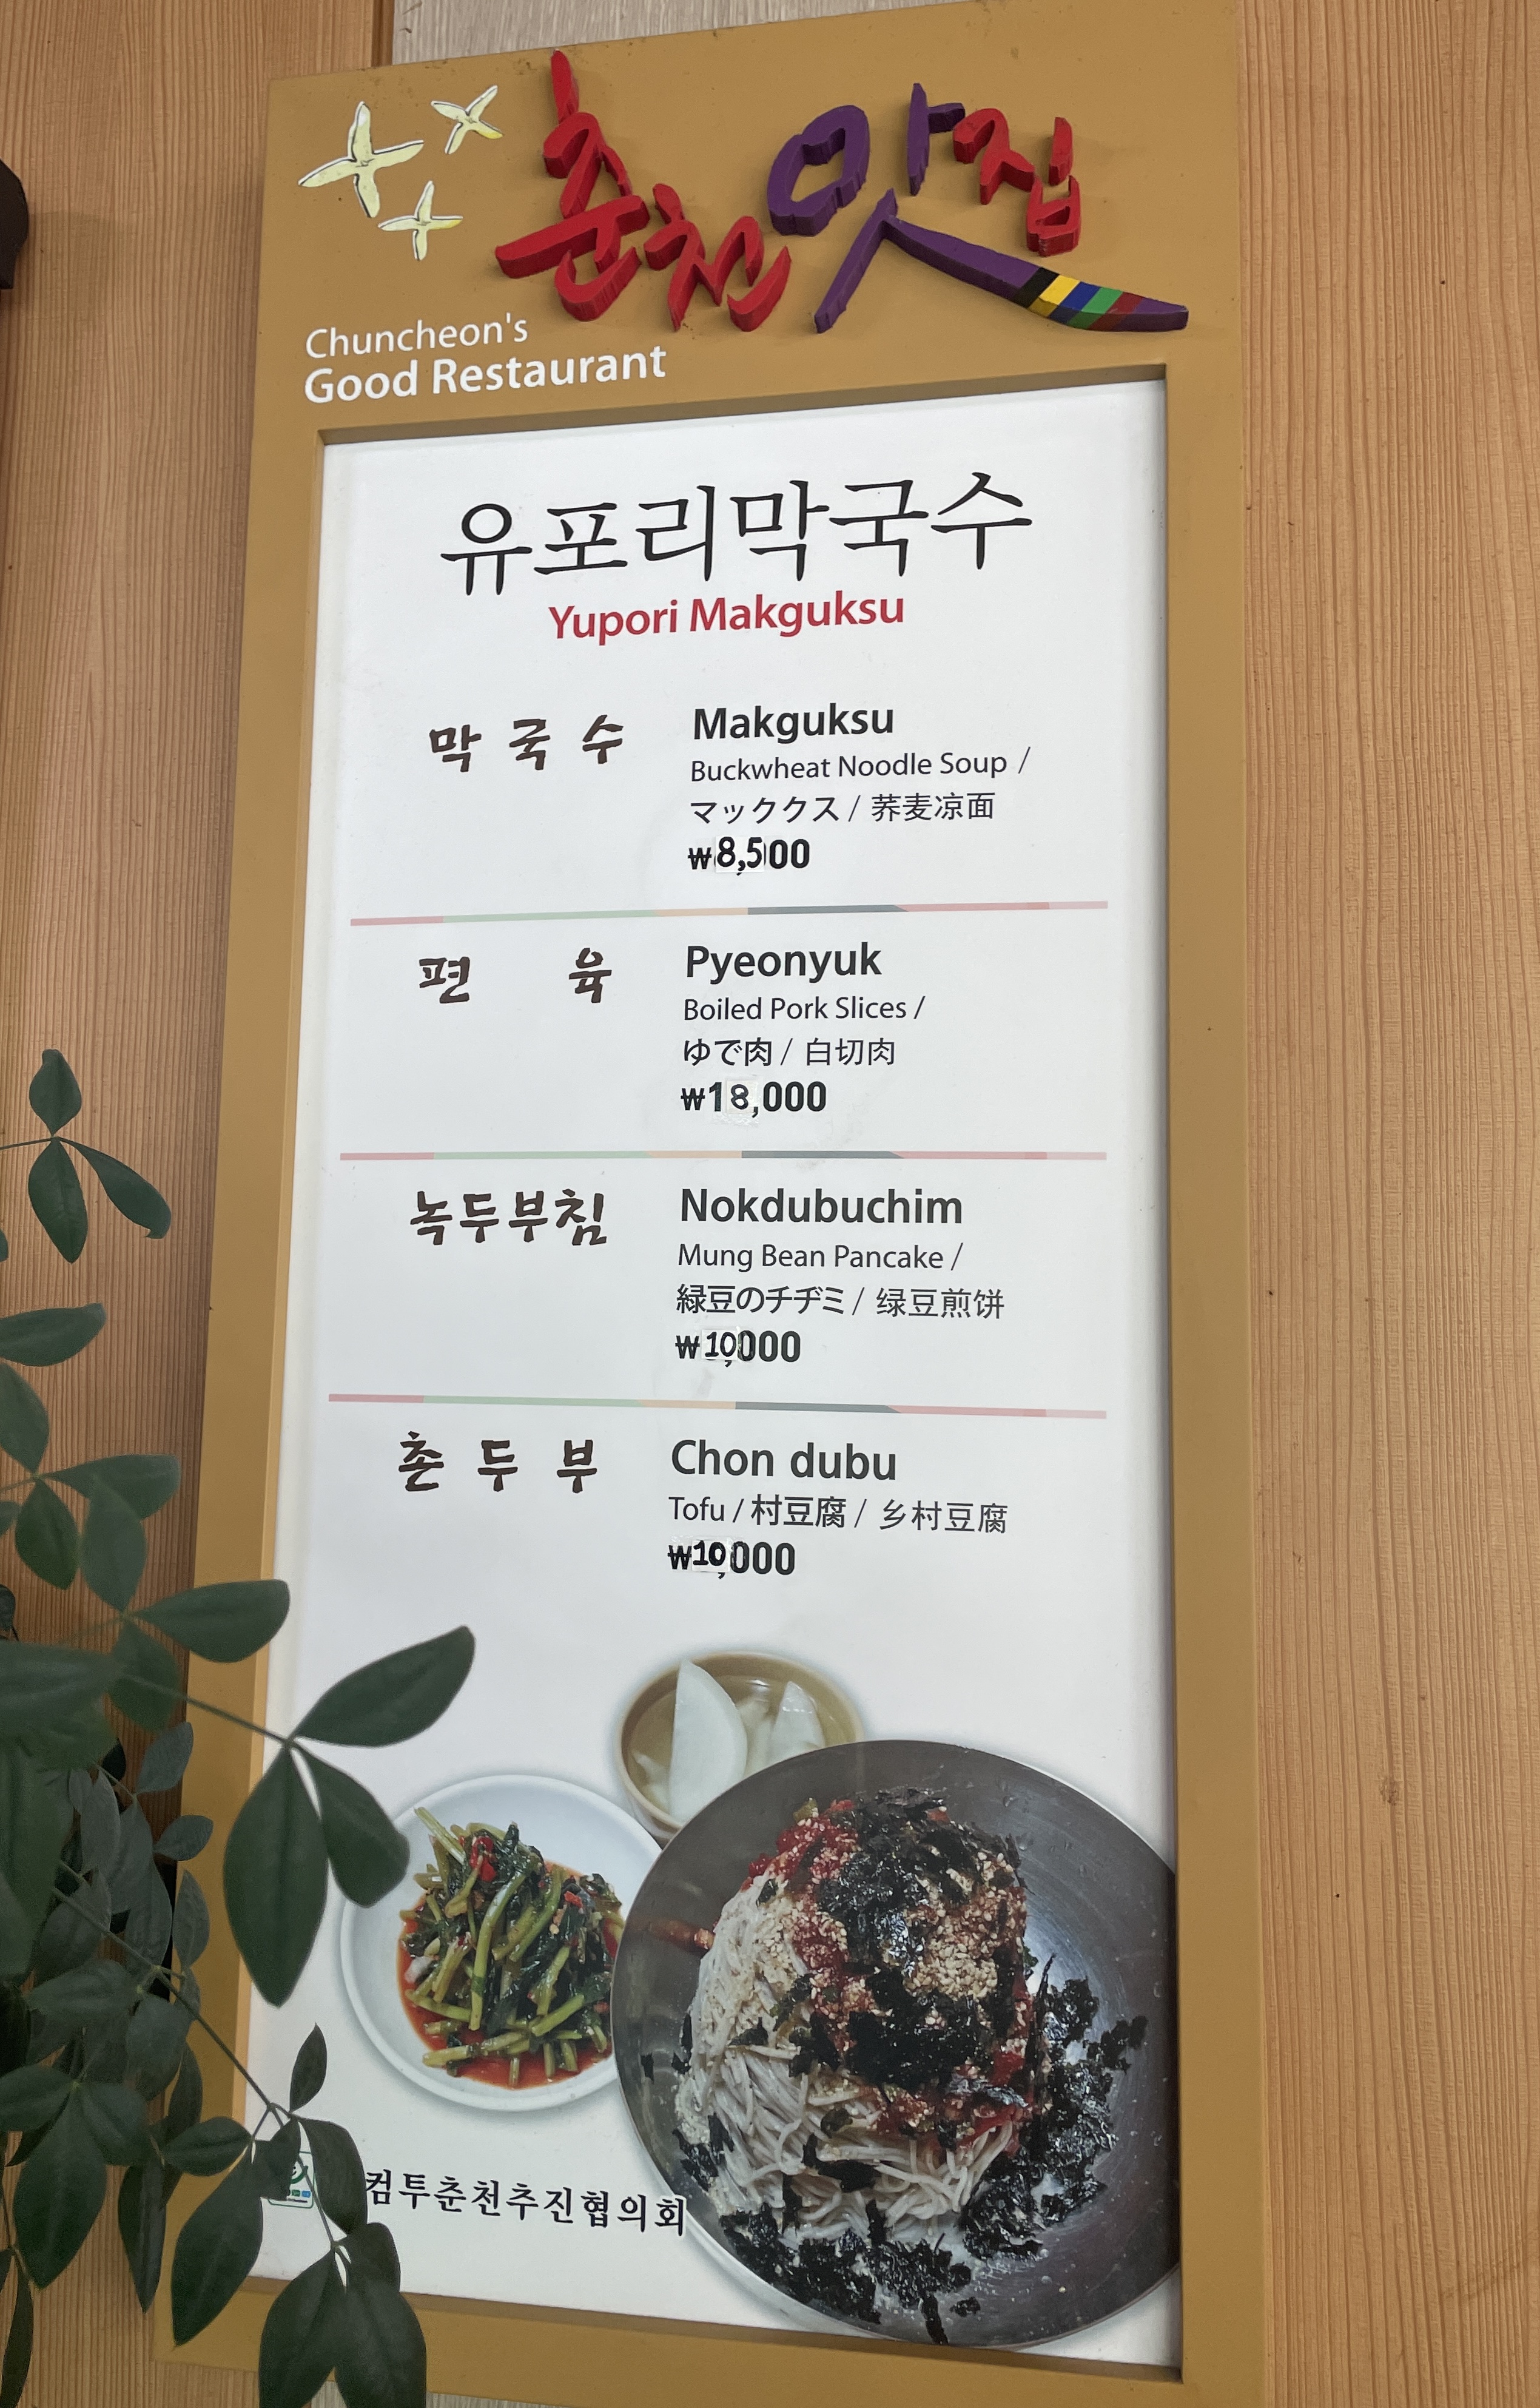 춘천맛집
Chuncheon's
Good Restaurant
유포리막국수
Yupori Makguksu
막국수
Makguksu
Buckwheat Noodle Soup /
マックククス / 荞麦凉面
₩8,500
편육
Pyeonyuk
Boiled Pork Slices /
ゆで肉 / 白切肉
₩18,000
녹두부침
Nokdubuchim
Mung Bean Pancake /
緑豆のチヂミ / 绿豆煎饼
₩10,000
촌두부
Chon dubu
Tofu / 村豆腐 / 乡村豆腐
₩10,000
컴투춘천추진협의회